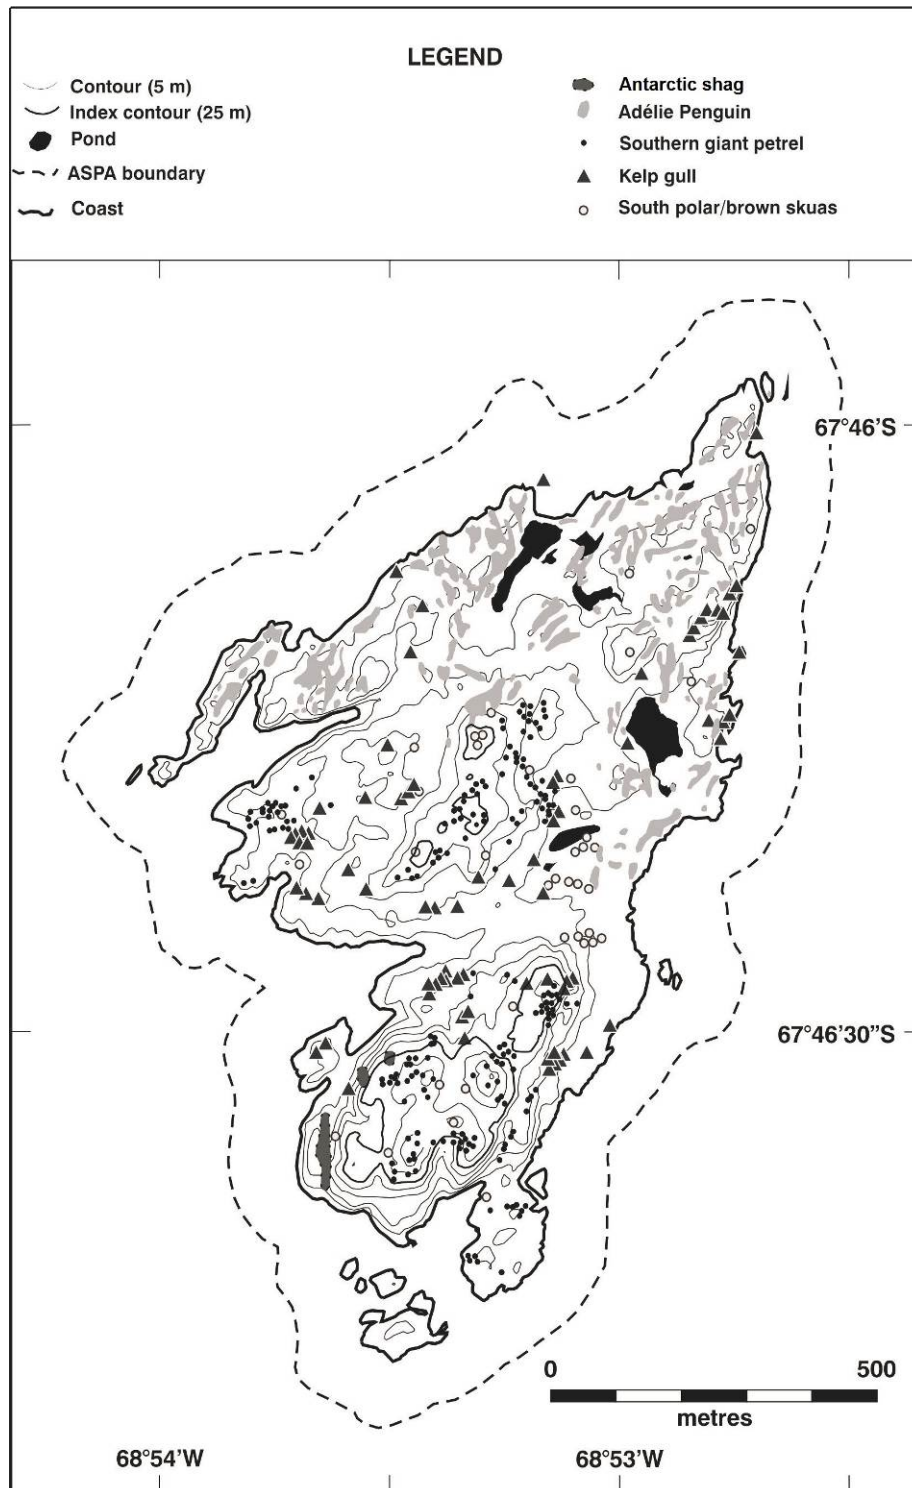 LEGEND
Contour (5 m)
Index contour (25 m)
Pond
ASPA boundary
Coast
Antarctic shag
Adélie Penguin
Southern giant petrel
Kelp gull
South polar/brown skuas
67°46'S
67°46'30"S
0 500
metres
68°54'W 68°53'W